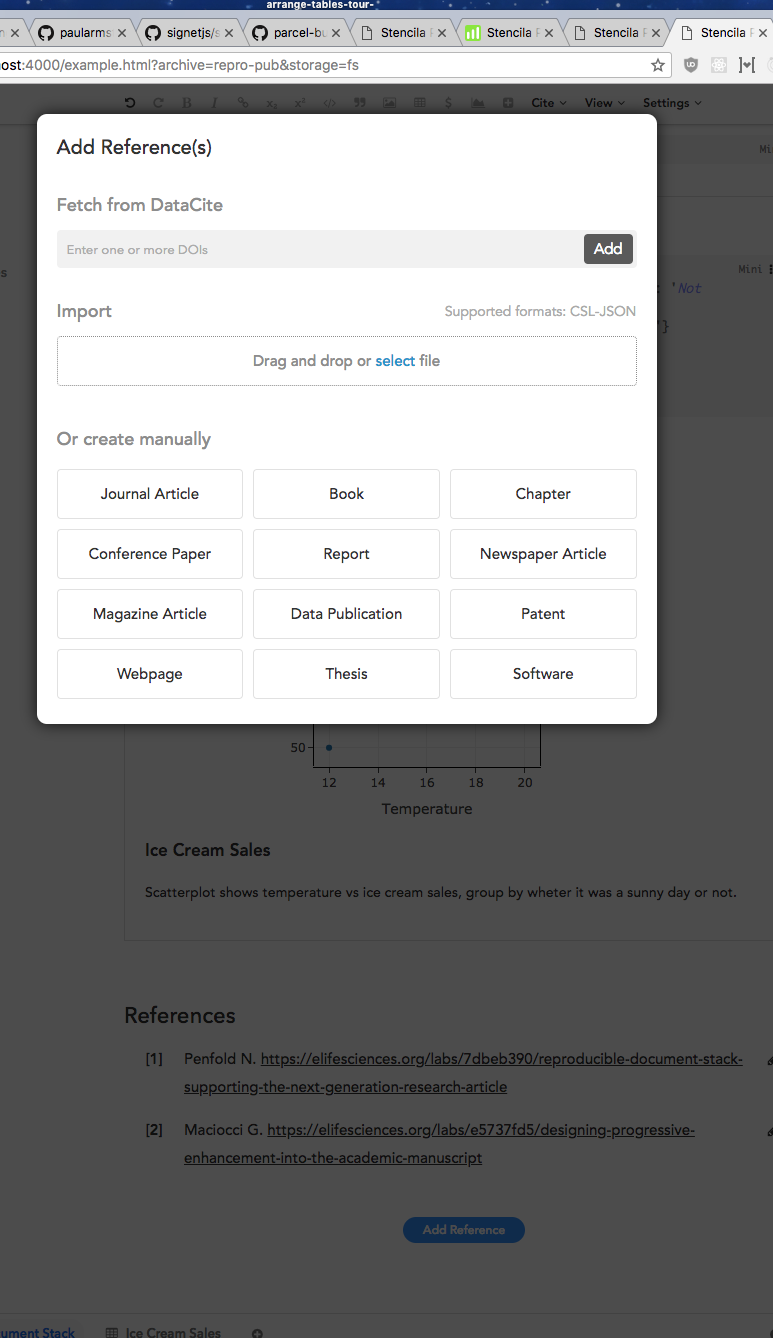 arrange-tables-tour-
n paularms signetjs/s parcel-bu Stencila F Stencila F Stencila F Stencila F
ost:4000/example.html?archive=repro-pub&storage=fs
B I x₂ x² </> $ Cite View Settings
Add Reference(s)
Mi
Fetch from DataCite
Enter one or more DOIs Add
s
Mini
: 'Not
Import Supported formats: CSL-JSON
'}
Drag and drop or select file
Or create manually
Journal Article Book Chapter
Conference Paper Report Newspaper Article
Magazine Article Data Publication Patent
Webpage Thesis Software
50
12 14 16 18 20
Temperature
Ice Cream Sales
Scatterplot shows temperature vs ice cream sales, group by wheter it was a sunny day or not.
References
[1] Penfold N. https://elifesciences.org/labs/7dbeb390/reproducible-document-stack-
supporting-the-next-generation-research-article
[2] Maciocci G. https://elifesciences.org/labs/e5737fd5/designing-progressive-
enhancement-into-the-academic-manuscript
Add Reference
ument Stack Ice Cream Sales